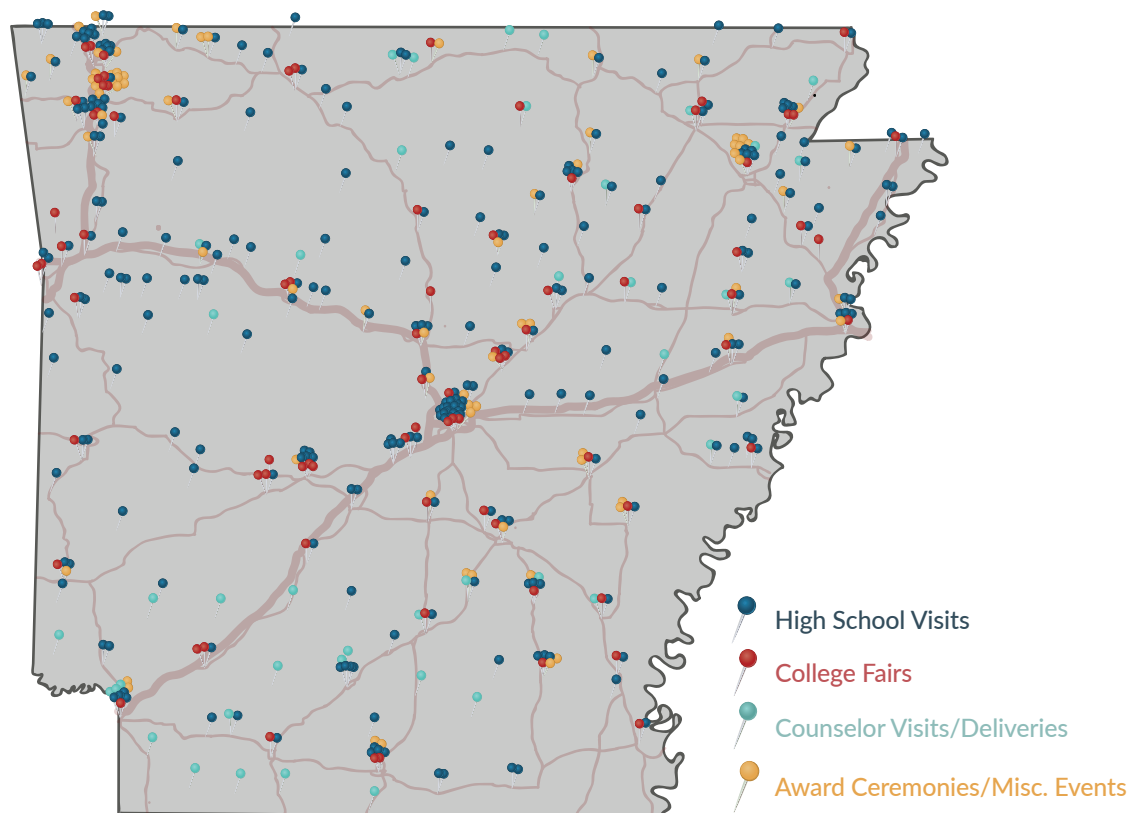 High School Visits
College Fairs
Counselor Visits/Deliveries
Award Ceremonies/Misc. Events